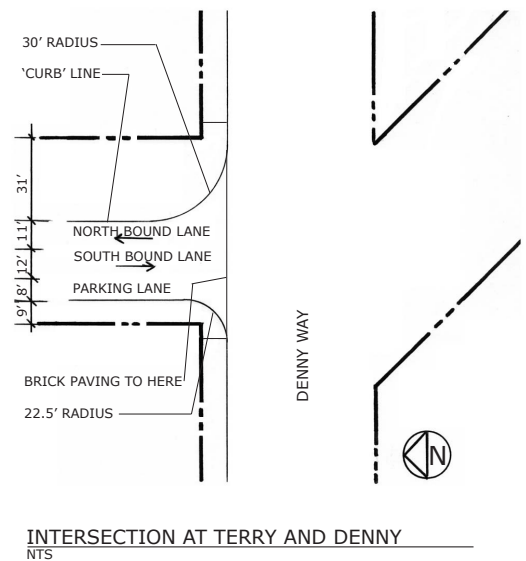 30’ RADIUS
‘CURB’ LINE
31’
11’
12’
8’
9’
NORTH BOUND LANE
SOUTH BOUND LANE
PARKING LANE
DENNY WAY
BRICK PAVING TO HERE
22.5’ RADIUS
N
INTERSECTION AT TERRY AND DENNY
NTS